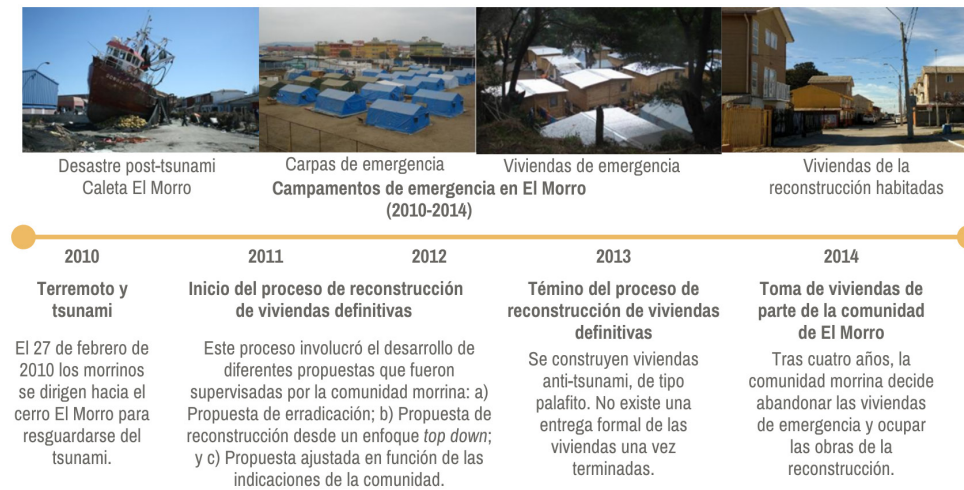 Desastre post-tsunami
Caleta El Morro
Carpas de emergencia
Viviendas de emergencia
Campamentos de emergencia en El Morro
(2010-2014)
Viviendas de la
reconstrucción habitadas
2010
Terremoto y
tsunami
El 27 de febrero de
2010 los morrinos
se dirigen hacia el
cerro El Morro para
resguardarse del
tsunami.
2011
2012
Inicio del proceso de reconstrucción
de viviendas definitivas
Este proceso involucró el desarrollo de
diferentes propuestas que fueron
supervisadas por la comunidad morrina: a)
Propuesta de erradicación; b) Propuesta de
reconstrucción desde un enfoque top down;
y c) Propuesta ajustada en función de las
indicaciones de la comunidad.
2013
Témino del proceso de
reconstrucción de viviendas
definitivas
Se construyen viviendas
anti-tsunami, de tipo
palafito. No existe una
entrega formal de las
viviendas una vez
terminadas.
2014
Toma de viviendas de
parte de la comunidad
de El Morro
Tras cuatro años, la
comunidad morrina decide
abandonar las viviendas
de emergencia y ocupar
las obras de la
reconstrucción.